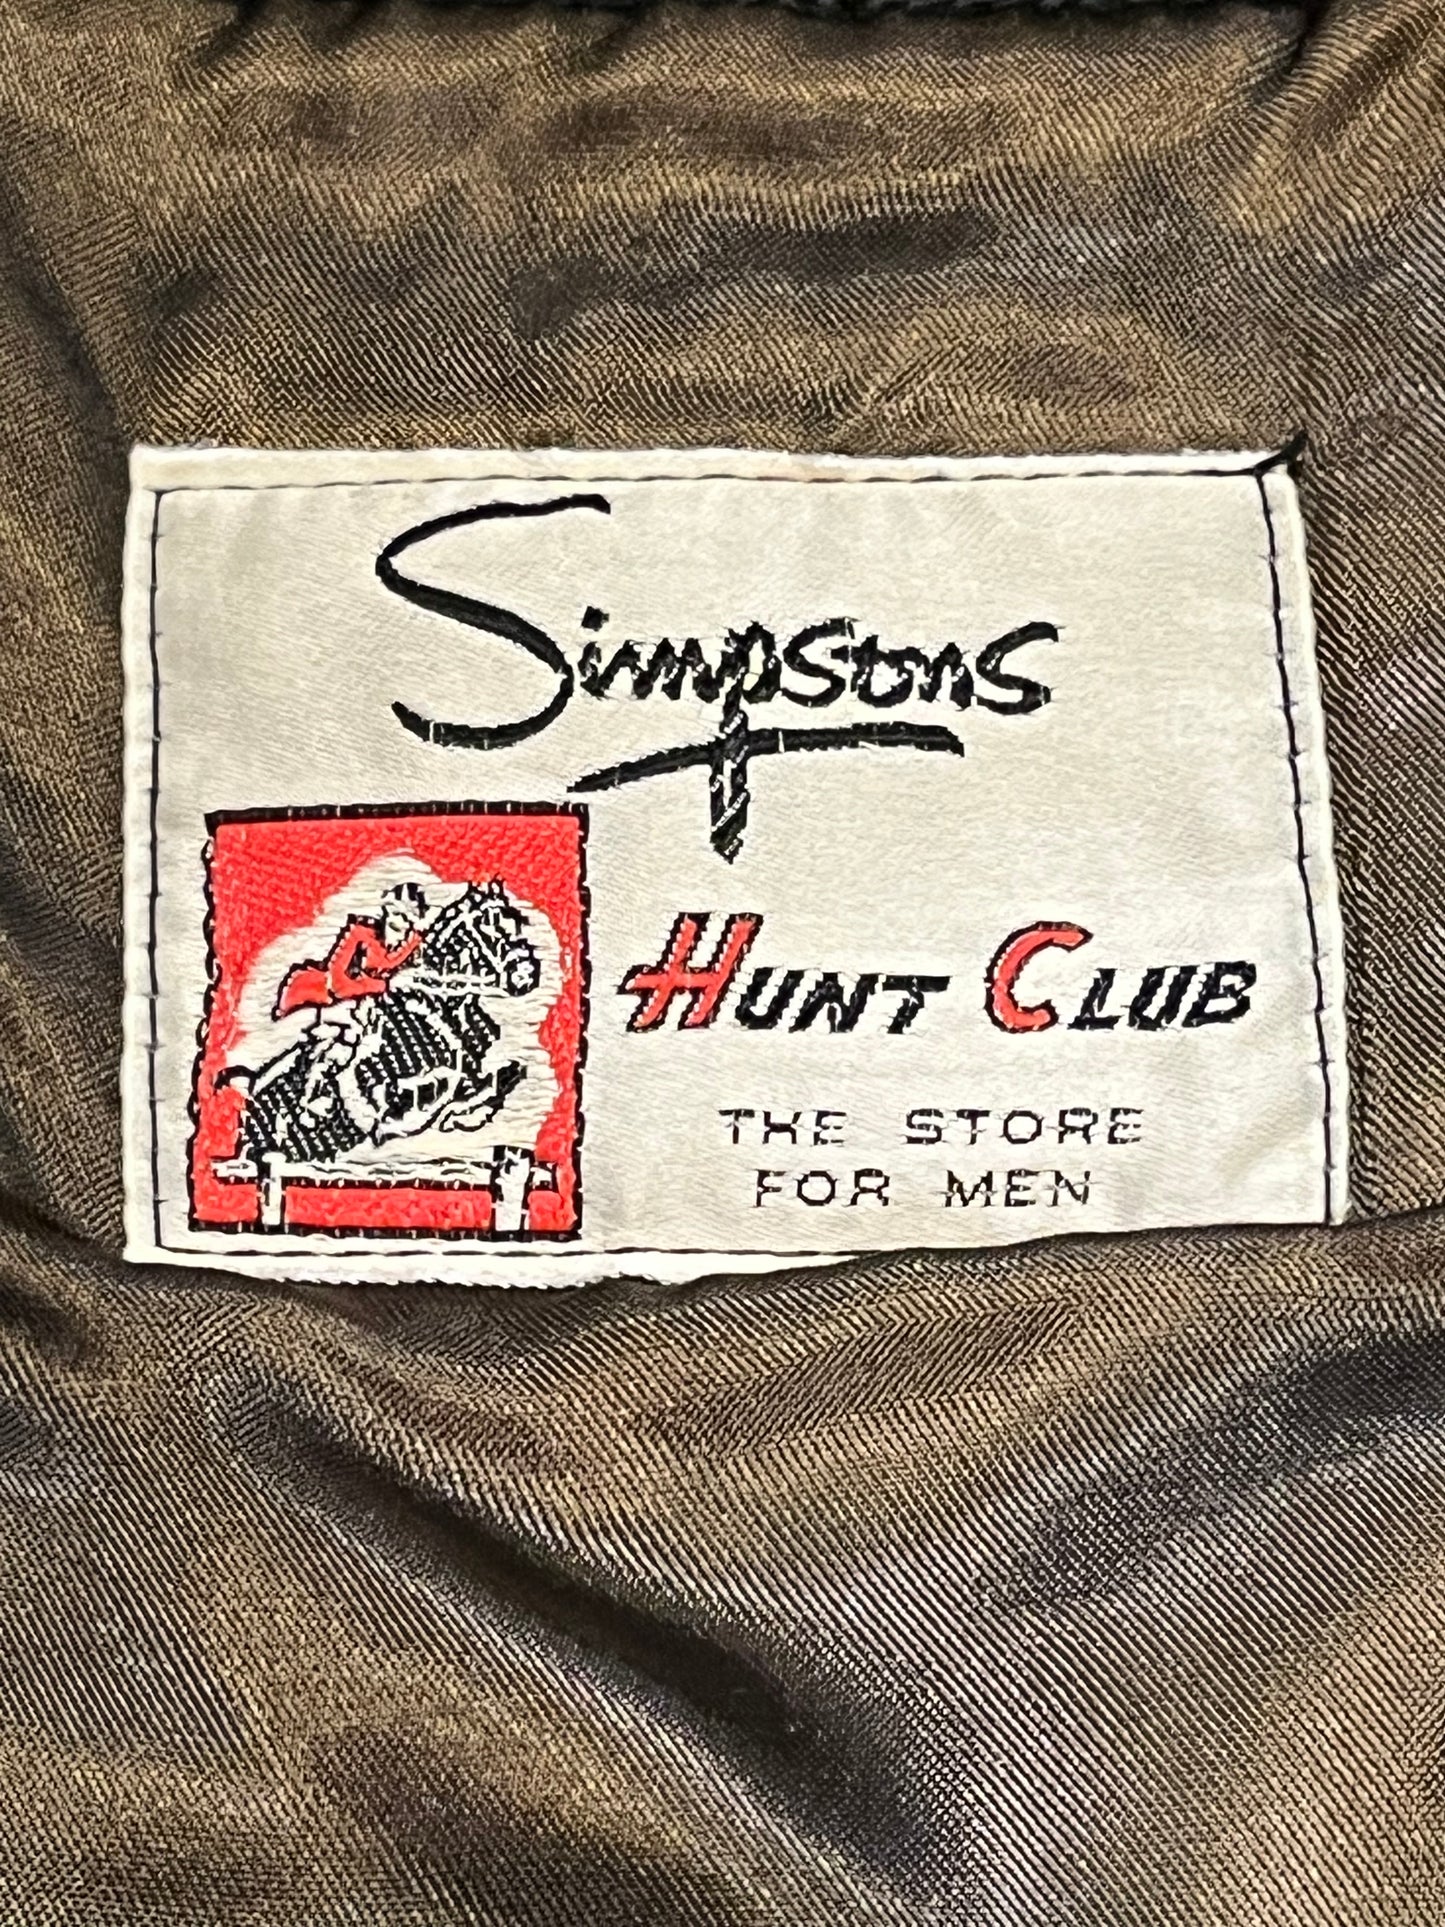 Simpsons
HUNT CLUB
THE STORE
FOR MEN